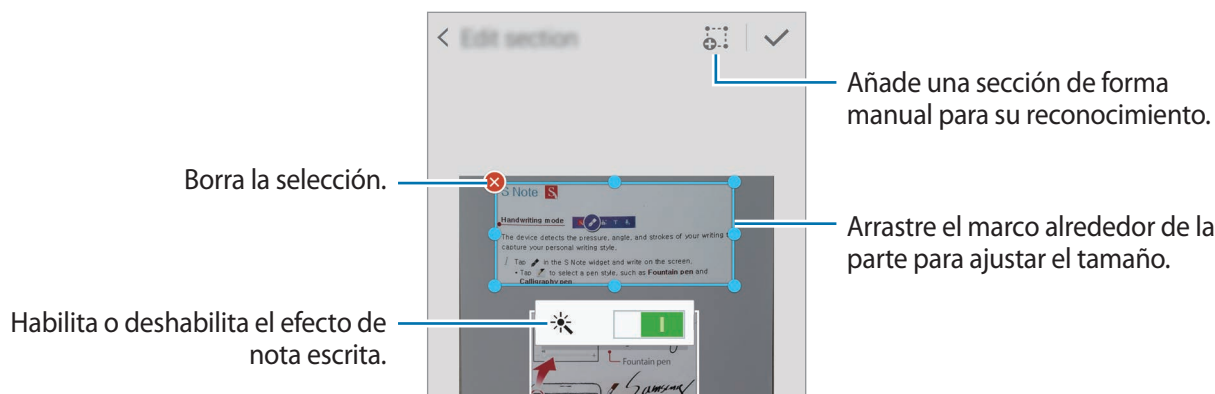 Edit section
Añade una sección de forma
manual para su reconocimiento.
Borra la selección.
S Note
Handwriting mode
The device detects the pressure, angle, and strokes of your writing
capture your personal writing style.
Tap in the S Note widget and write on the screen.
• Tap to select a pen style, such as Fountain pen and
Calligraphy pen
Arrastre el marco alrededor de la
parte para ajustar el tamaño.
Habilita o deshabilita el efecto de
nota escrita.
Fountain pen
Samsung